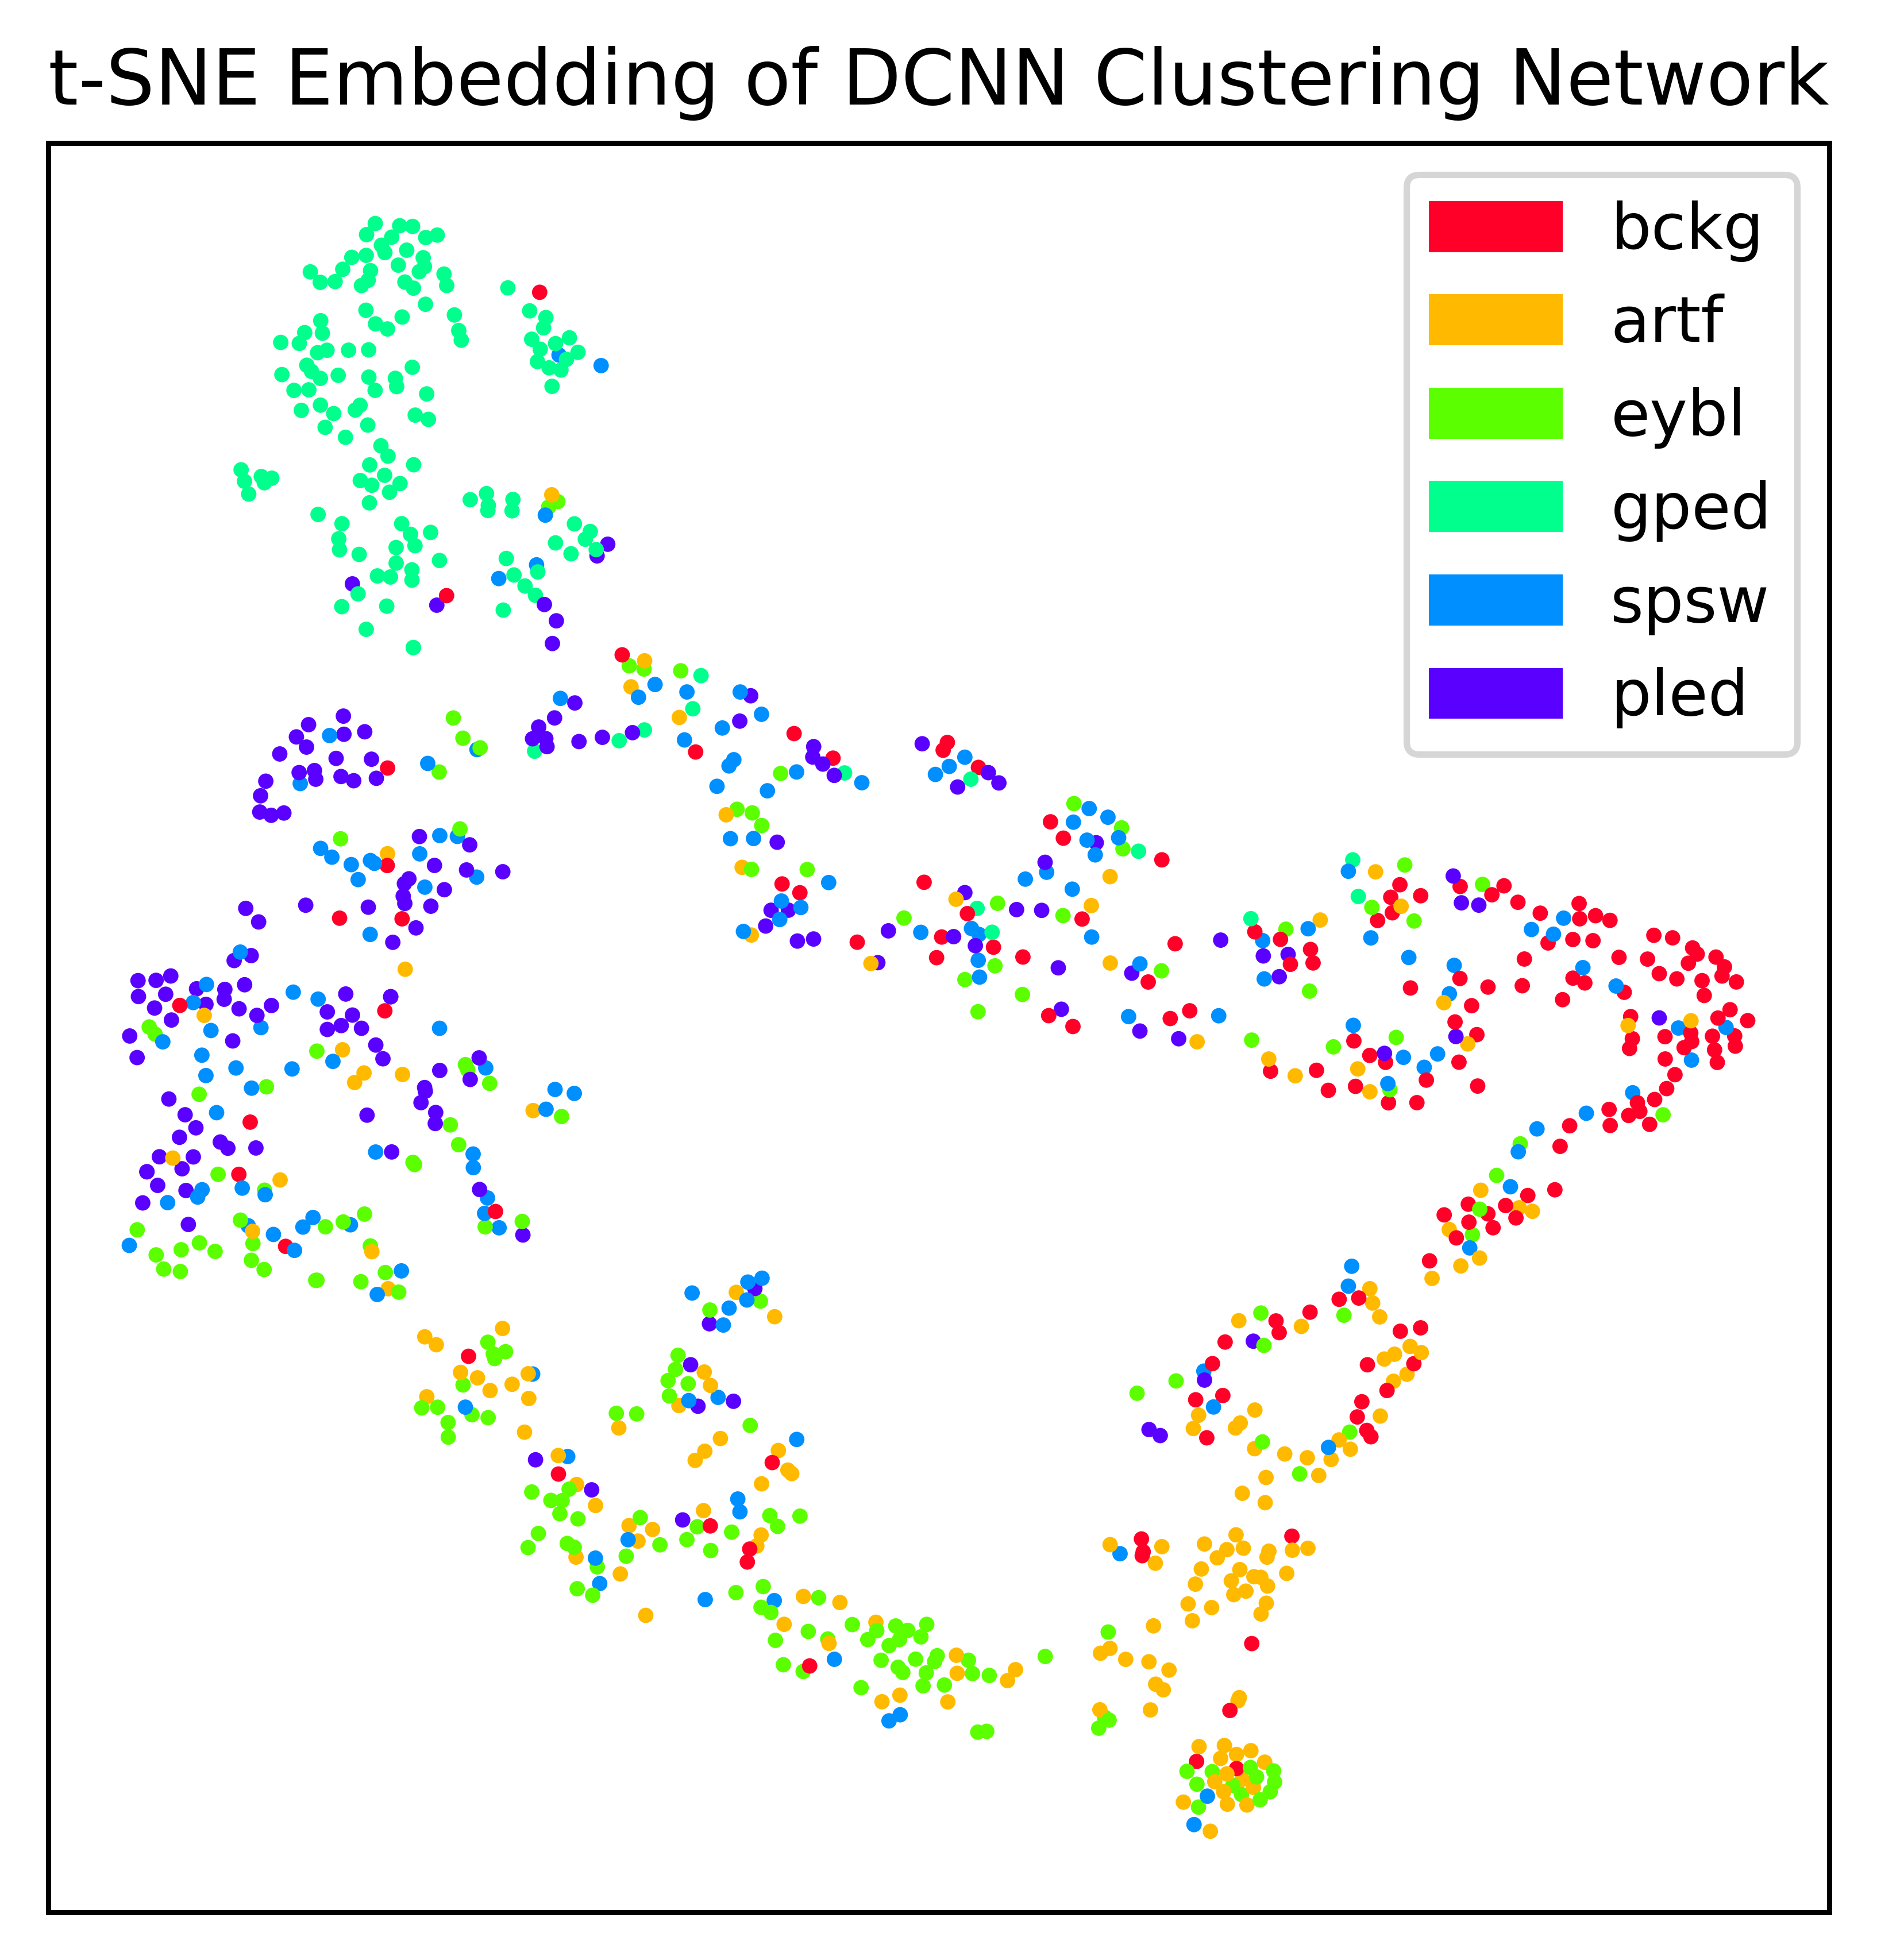 t-SNE Embedding of DCNN Clustering Network
bckg
artf
eybl
gped
spsw
pled